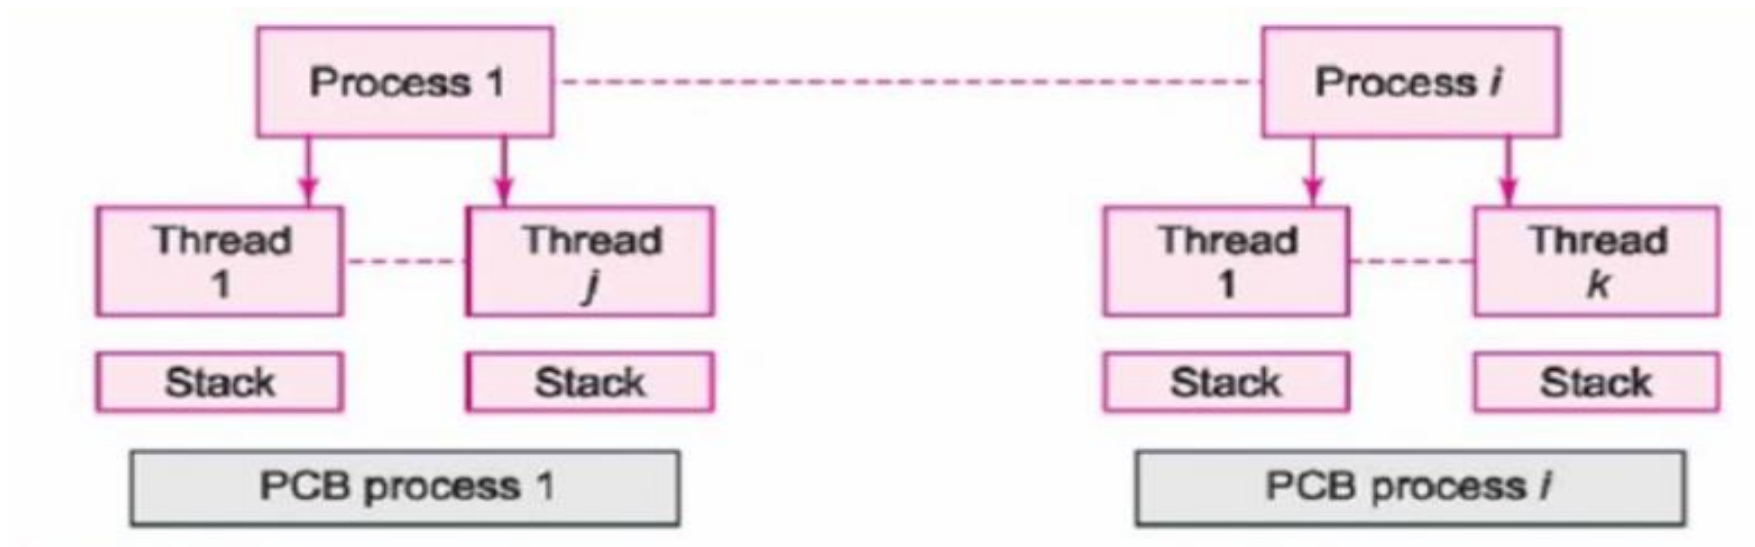 Process 1
Process i
Thread
1
Thread
j
Thread
1
Thread
k
Stack
Stack
Stack
Stack
PCB process 1
PCB process i